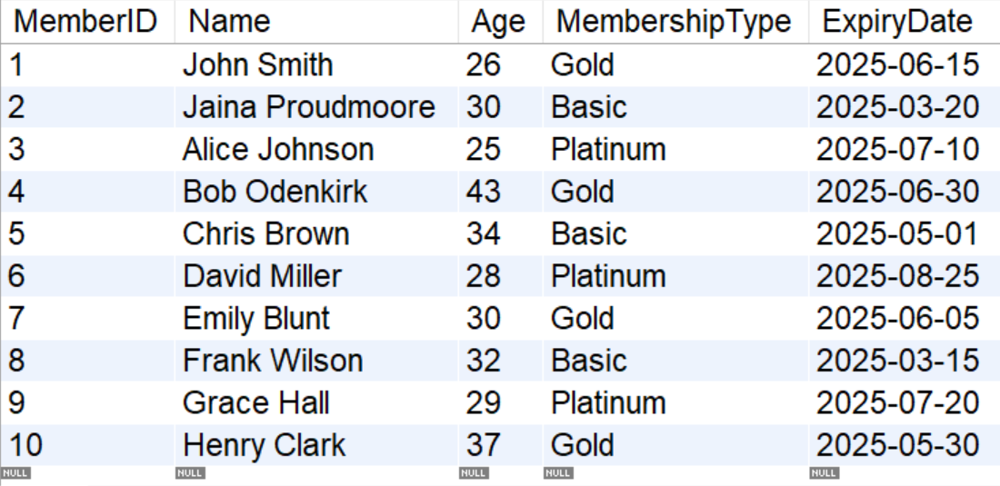 MemberID Name Age MembershipType ExpiryDate
1 John Smith 26 Gold 2025-06-15
2 Jaina Proudmoore 30 Basic 2025-03-20
3 Alice Johnson 25 Platinum 2025-07-10
4 Bob Odenkirk 43 Gold 2025-06-30
5 Chris Brown 34 Basic 2025-05-01
6 David Miller 28 Platinum 2025-08-25
7 Emily Blunt 30 Gold 2025-06-05
8 Frank Wilson 32 Basic 2025-03-15
9 Grace Hall 29 Platinum 2025-07-20
10 Henry Clark 37 Gold 2025-05-30
NULL NULL NULL NULL NULL